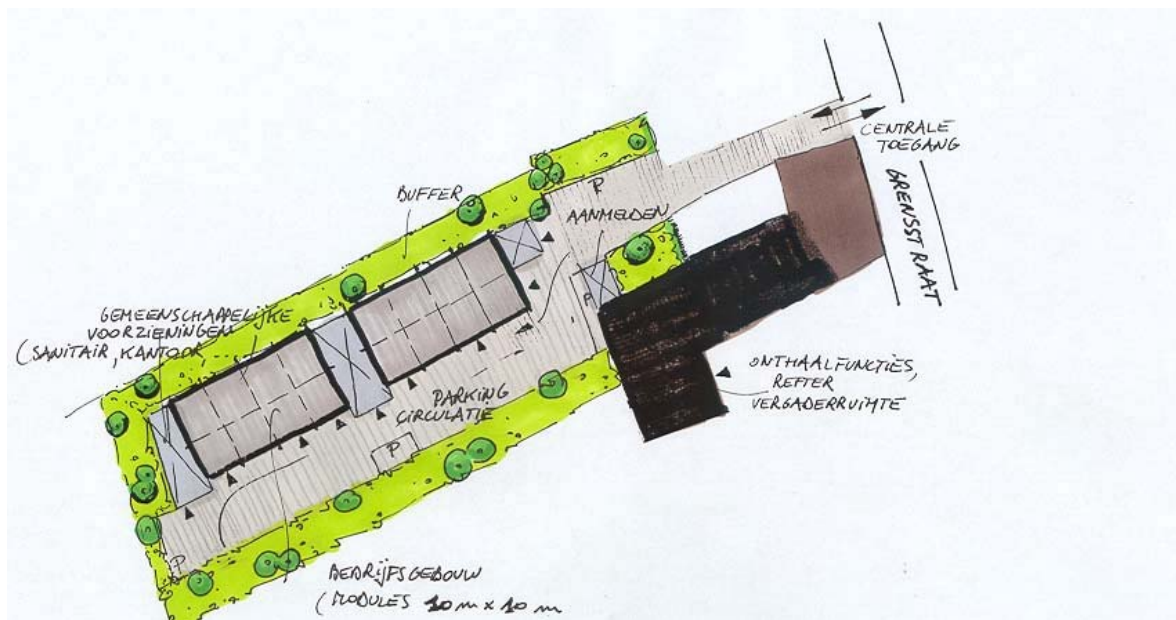 CENTRALE
TOEGANG
GRENSSTRAAT
BUFFER
P
AANMELDEN
P
GEMEENSCHAPPELIJKE
VOORZIENINGEN
(SANITAIR, KANTOOR
ONTHAALFUNCTIES,
REFTER
VERGADERRUIMTE
PARKING
CIRCULATIE
P
P
BEDRIJFSGEBOUW
(MODULES 10 m x 10 m